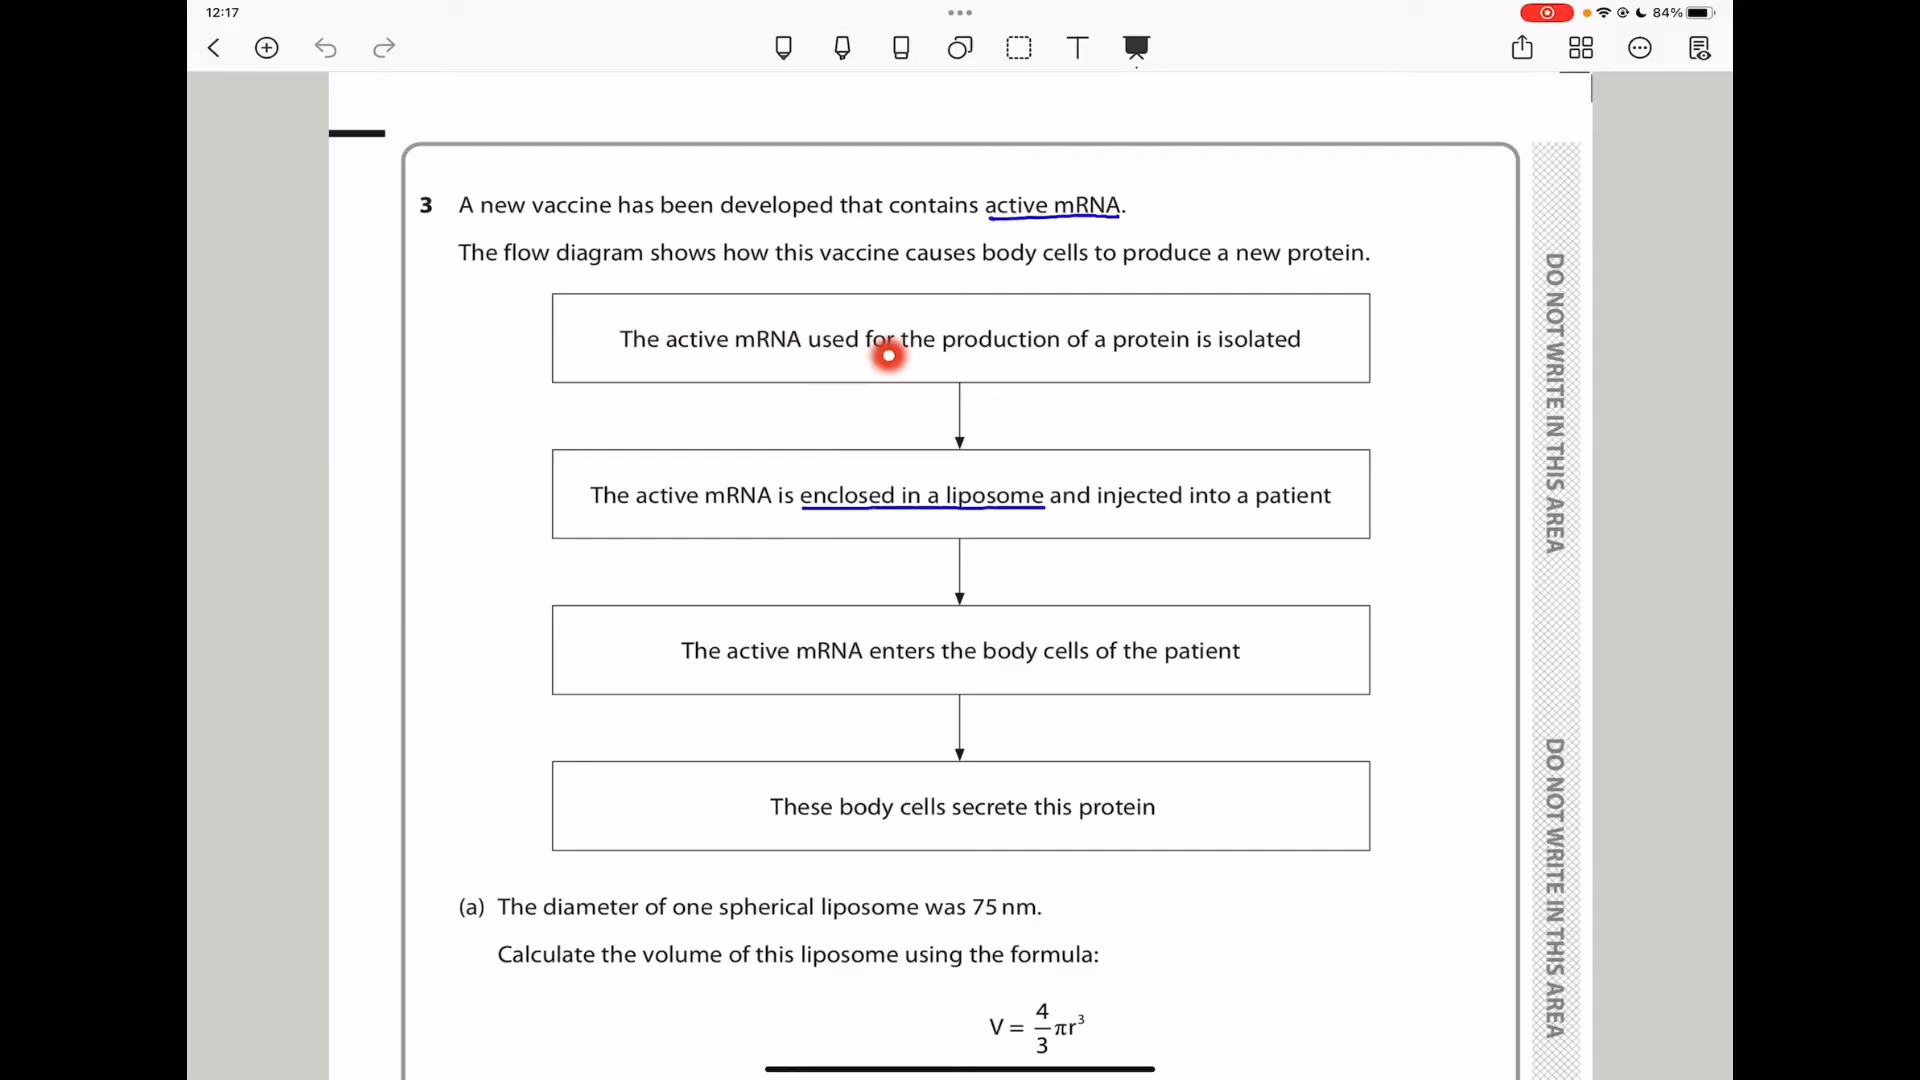 12:17
84%
3 A new vaccine has been developed that contains active mRNA.
The flow diagram shows how this vaccine causes body cells to produce a new protein.
The active mRNA used for the production of a protein is isolated
The active mRNA is enclosed in a liposome and injected into a patient
The active mRNA enters the body cells of the patient
These body cells secrete this protein
(a) The diameter of one spherical liposome was 75 nm.
Calculate the volume of this liposome using the formula:
V = 4/3 πr³
DO NOT WRITE IN THIS AREA
DO NOT WRITE IN THIS AREA